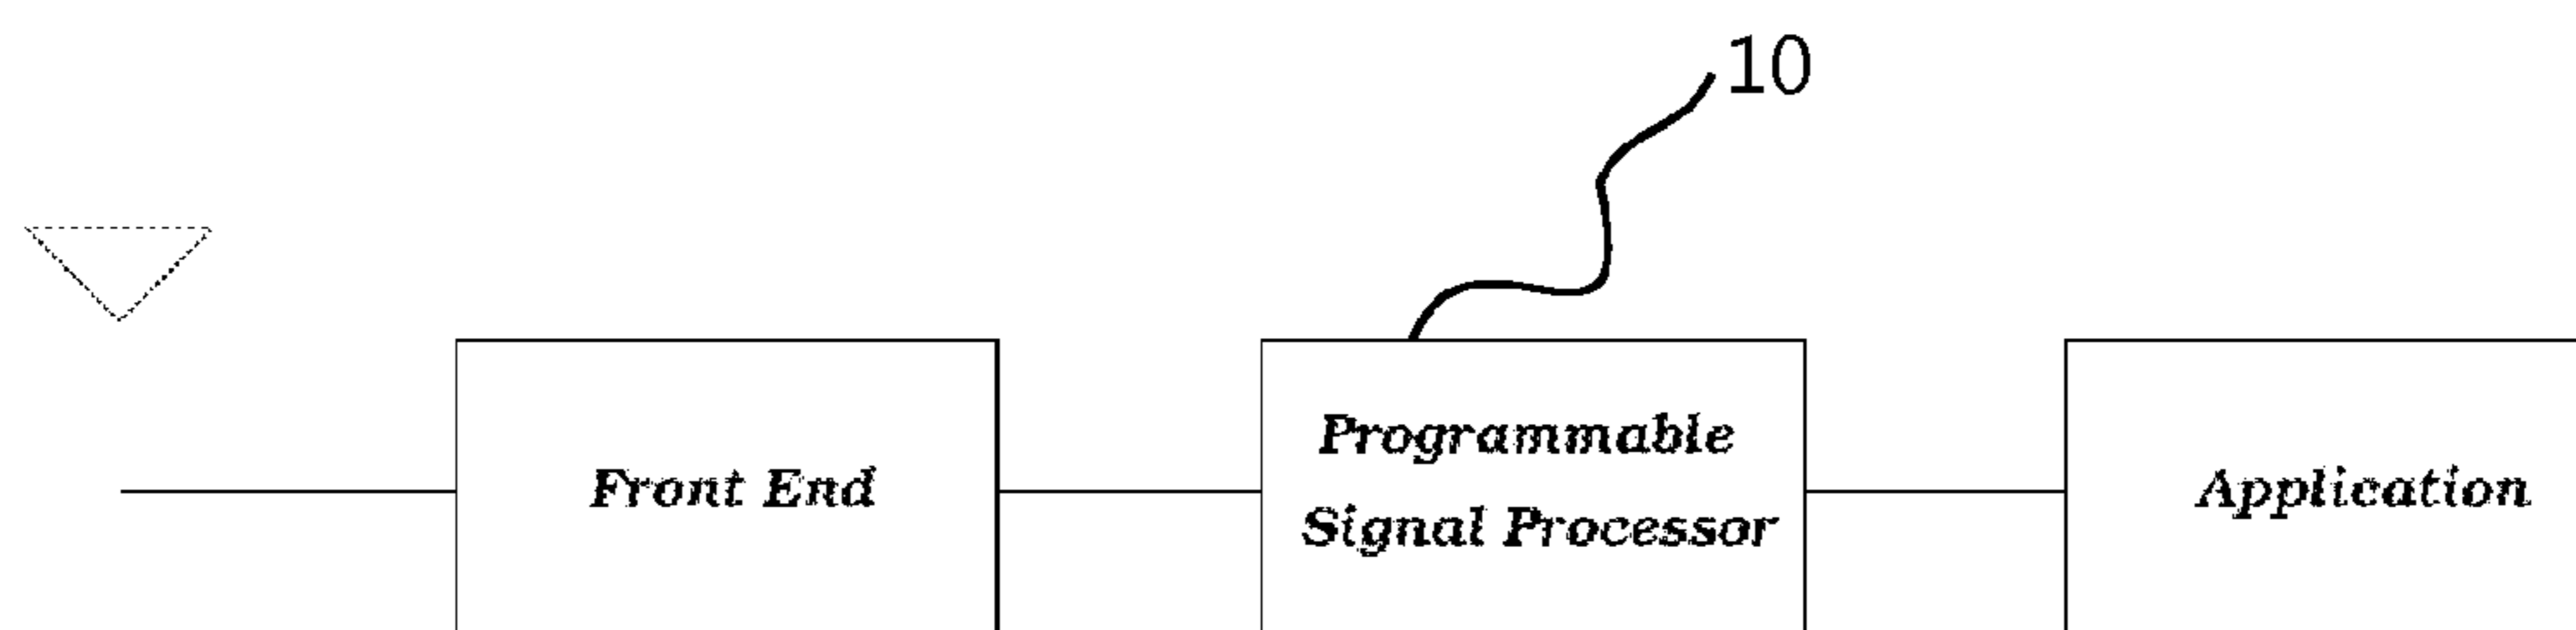 10
Front End
Programmable
Signal Processor
Application